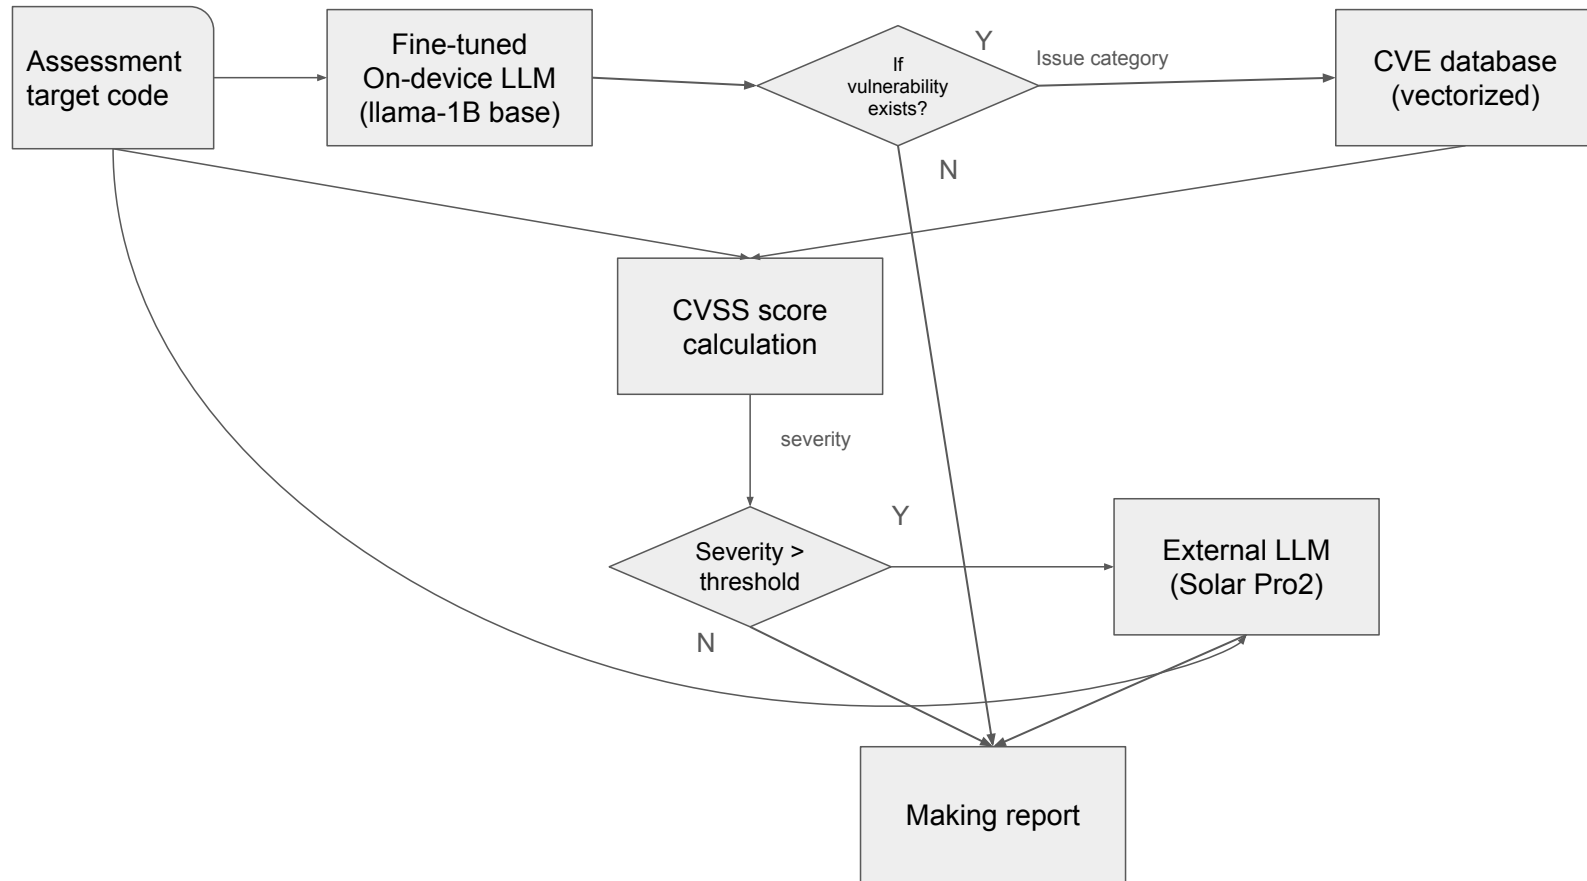 Assessment
target code
Fine-tuned
On-device LLM
(llama-1B base)
If
vulnerability
exists?
Y
Issue category
CVE database
(vectorized)
N
CVSS score
calculation
severity
Severity >
threshold
Y
N
External LLM
(Solar Pro2)
Making report